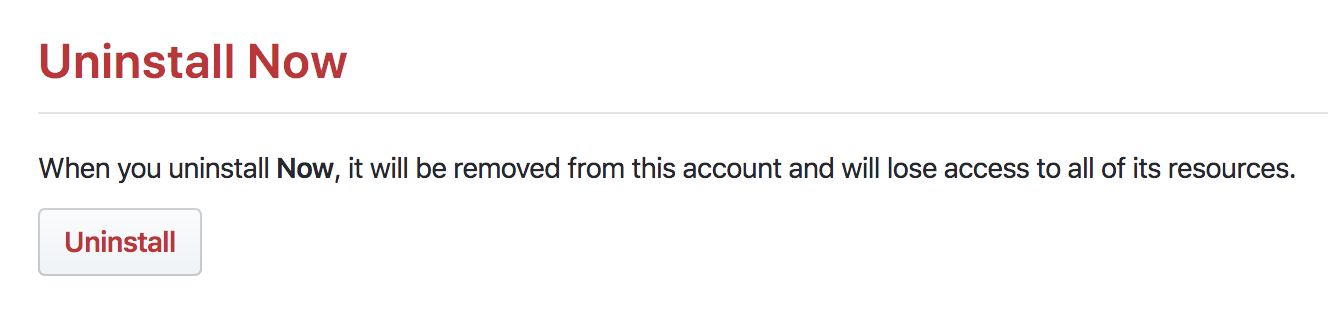 Uninstall Now
When you uninstall Now, it will be removed from this account and will lose access to all of its resources.
Uninstall